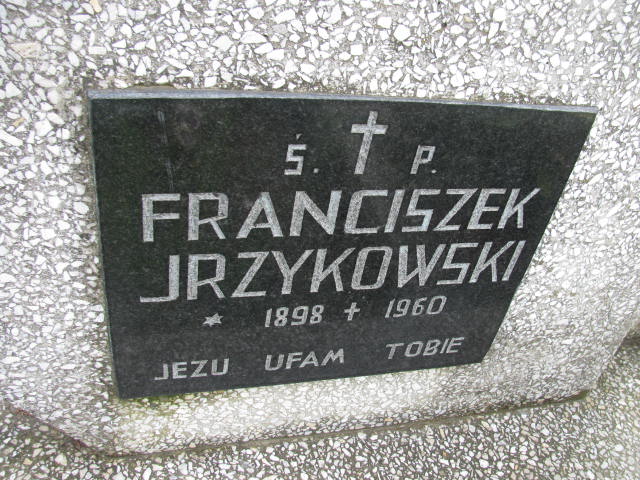 Ś. P.
FRANCISZEK
JRZYKOWSKI
* 1898 + 1960
JEZU UFAM TOBIE